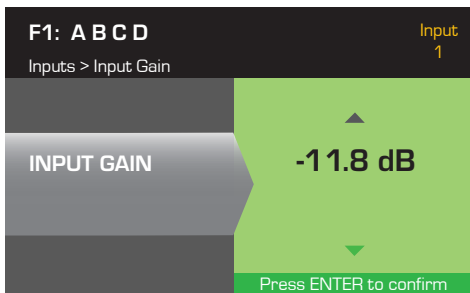 F1: A B C D
Input
1
Inputs > Input Gain
INPUT GAIN
-11.8 dB
Press ENTER to confirm